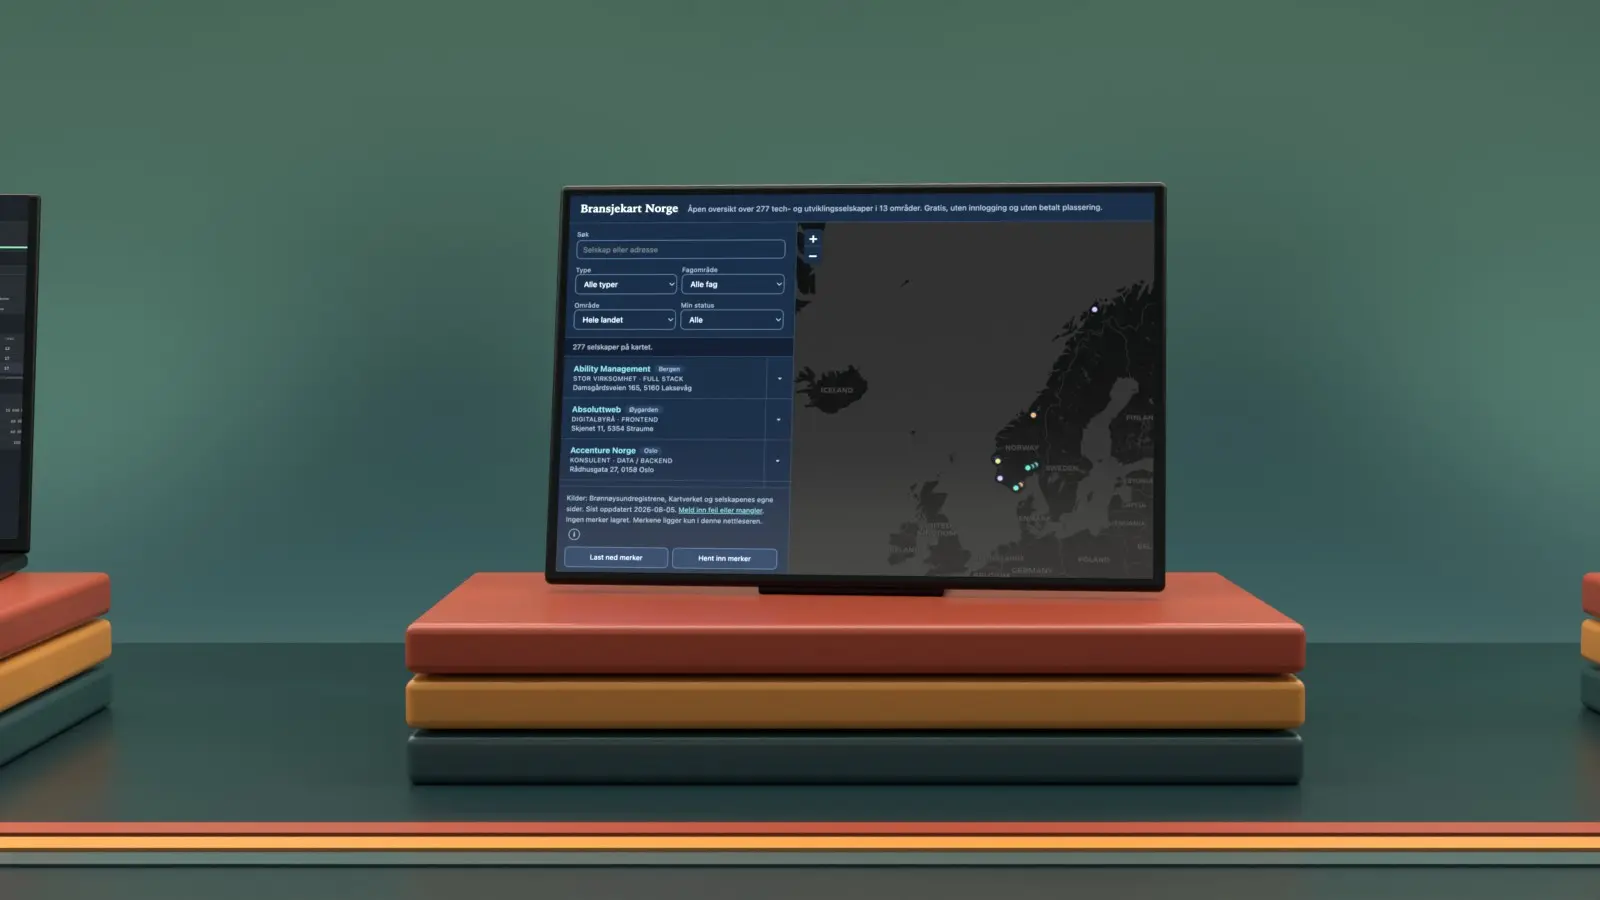 Bransjekart Norge
Åpen oversikt over 277 tech- og utviklingsselskaper i 13 områder. Gratis, uten innlogging og uten betalt plassering.
Søk
Selskap eller adresse
Type
Fagområde
Alle typer
Alle fag
Område
Min status
Hele landet
Alle
277 selskaper på kartet.
Ability Management Bergen
STOR VIRKSOMHET · FULL STACK
Damsgårdsveien 165, 5160 Laksevåg
Absoluttweb Øygarden
DIGITALBYRÅ · FRONTEND
Skjenet 11, 5354 Straume
Accenture Norge Oslo
KONSULENT · DATA / BACKEND
Rådhusgata 27, 0158 Oslo
Kilder: Brønnøysundregistrene, Kartverket og selskapenes egne
sider. Sist oppdatert 2026-08-05. Meld inn feil eller mangler.
Ingen merker lagret. Merkene ligger kun i denne nettleseren.
Last ned merker
Hent inn merker
+
−
ICELAND
NORWAY
SWEDEN
POLAND
GERMANY